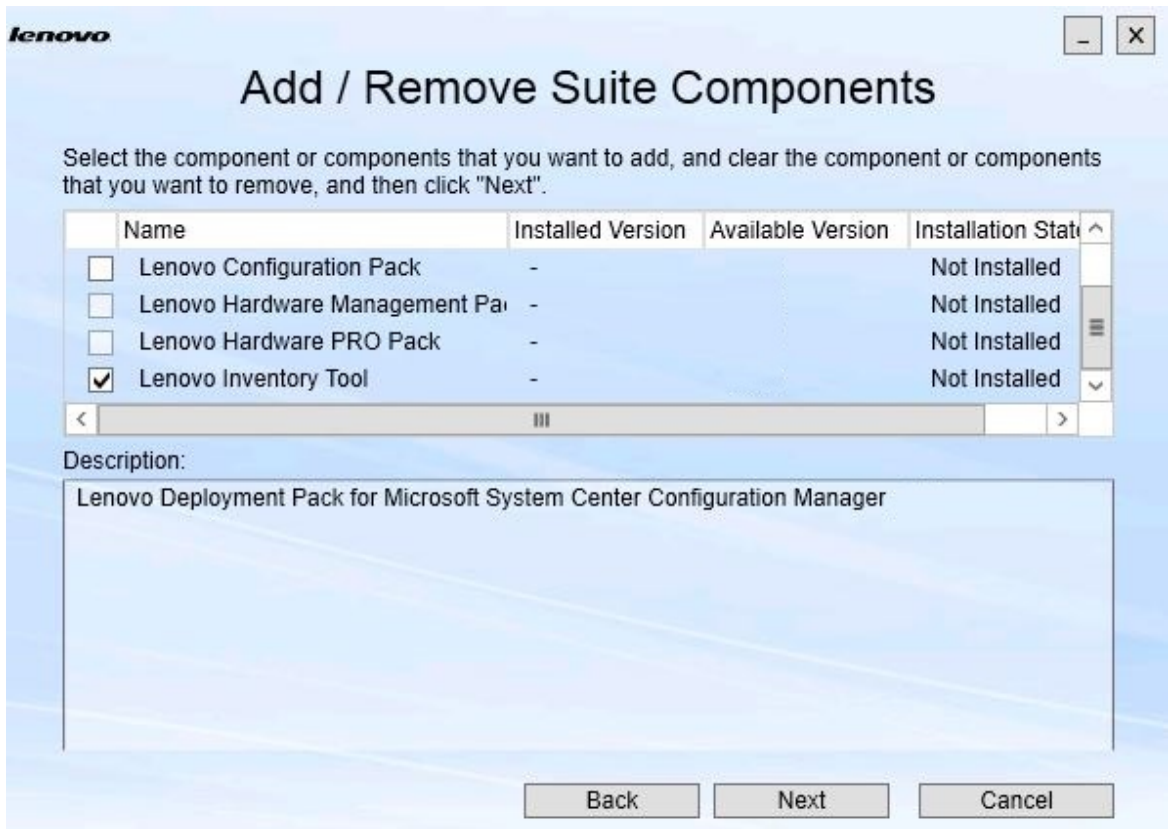 lenovo
Add / Remove Suite Components
Select the component or components that you want to add, and clear the component or components
that you want to remove, and then click "Next".
Name Installed Version Available Version Installation State
Lenovo Configuration Pack - Not Installed
Lenovo Hardware Management Pa - Not Installed
Lenovo Hardware PRO Pack - Not Installed
Lenovo Inventory Tool - Not Installed
Description:
Lenovo Deployment Pack for Microsoft System Center Configuration Manager
Back Next Cancel